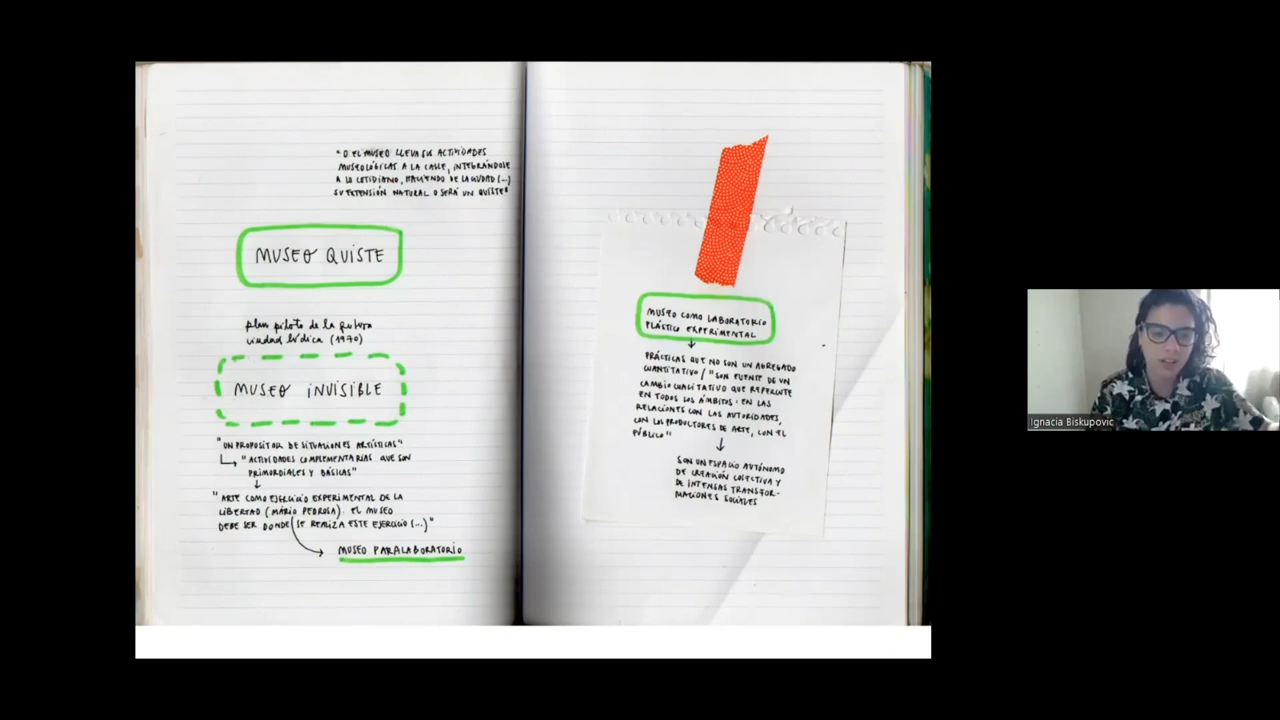 "O EL MUSEO LLEVA SUS ACTIVIDADES
MUSEOLÓGICAS A LA CALLE, INTEGRÁNDOSE
A LO COTIDIANO, HACIENDO DE LA CIUDAD (...)
SU EXTENSIÓN NATURAL O SERÁ UN QUISTE"
MUSEO QUISTE
plan piloto de la futura
ciudad lúdica (1970)
MUSEO INVISIBLE
"UN PROPOSITOR DE SITUACIONES ARTÍSTICAS"
"ACTIVIDADES COMPLEMENTARIAS QUE SON
PRIMORDIALES Y BÁSICAS"
"ARTE COMO EJERCICIO EXPERIMENTAL DE LA
LIBERTAD (MÁRIO PEDROSA). EL MUSEO
DEBE SER DONDE SE REALIZA ESTE EJERCICIO (...)"
MUSEO PARALABORATORIO
MUSEO COMO LABORATORIO
PLÁSTICO EXPERIMENTAL
PRÁCTICAS QUE NO SON UN AGREGADO
CUANTITATIVO / "SON FUENTE DE UN
CAMBIO CUALITATIVO QUE REPERCUTE
EN TODOS LOS ÁMBITOS: EN LAS
RELACIONES CON LAS AUTORIDADES,
CON LOS PRODUCTORES DE ARTE, CON EL
PÚBLICO"
SON UN ESPACIO AUTÓNOMO
DE CREACIÓN COLECTIVA Y
DE INTENSAS TRANSFOR-
MACIONES SOCIALES
Ignacia Biskupovic